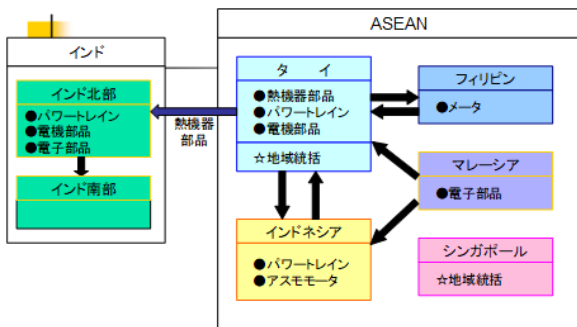 ASEAN
インド
インド北部
●パワートレイン
●電機部品
●電子部品
インド南部
熱機器
部品
タ イ
●熱機器部品
●パワートレイン
●電機部品
☆地域統括
フィリピン
●メータ
マレーシア
●電子部品
インドネシア
●パワートレイン
●アスモモータ
シンガポール
☆地域統括